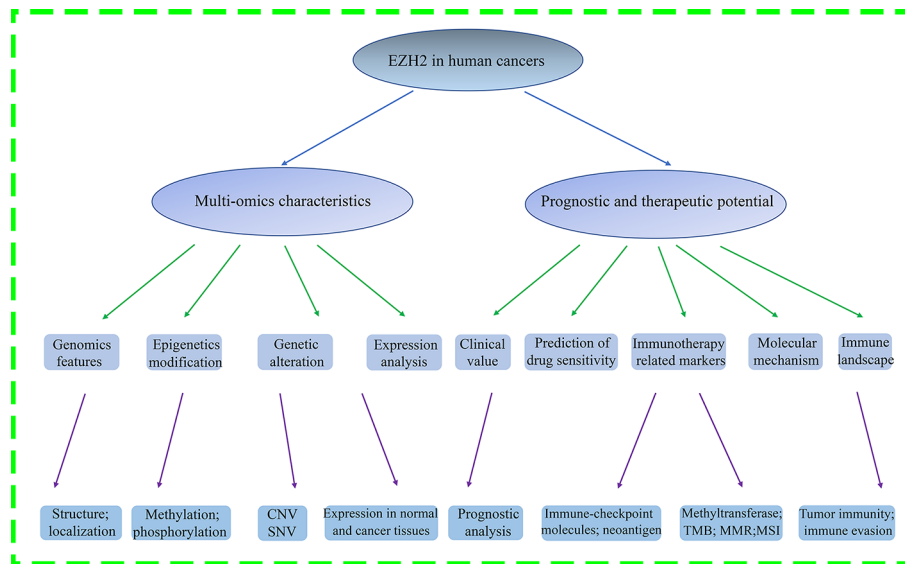 EZH2 in human cancers
Multi-omics characteristics
Prognostic and therapeutic potential
Genomics
features
Epigenetics
modification
Genetic
alteration
Expression
analysis
Clinical
value
Prediction of
drug sensitivity
Immunotherapy
related markers
Molecular
mechanism
Immune
landscape
Structure;
localization
Methylation;
phosphorylation
CNV
SNV
Expression in normal
and cancer tissues
Prognostic
analysis
Immune-checkpoint
molecules; neoantigen
Methyltransferase;
TMB; MMR;MSI
Tumor immunity;
immune evasion